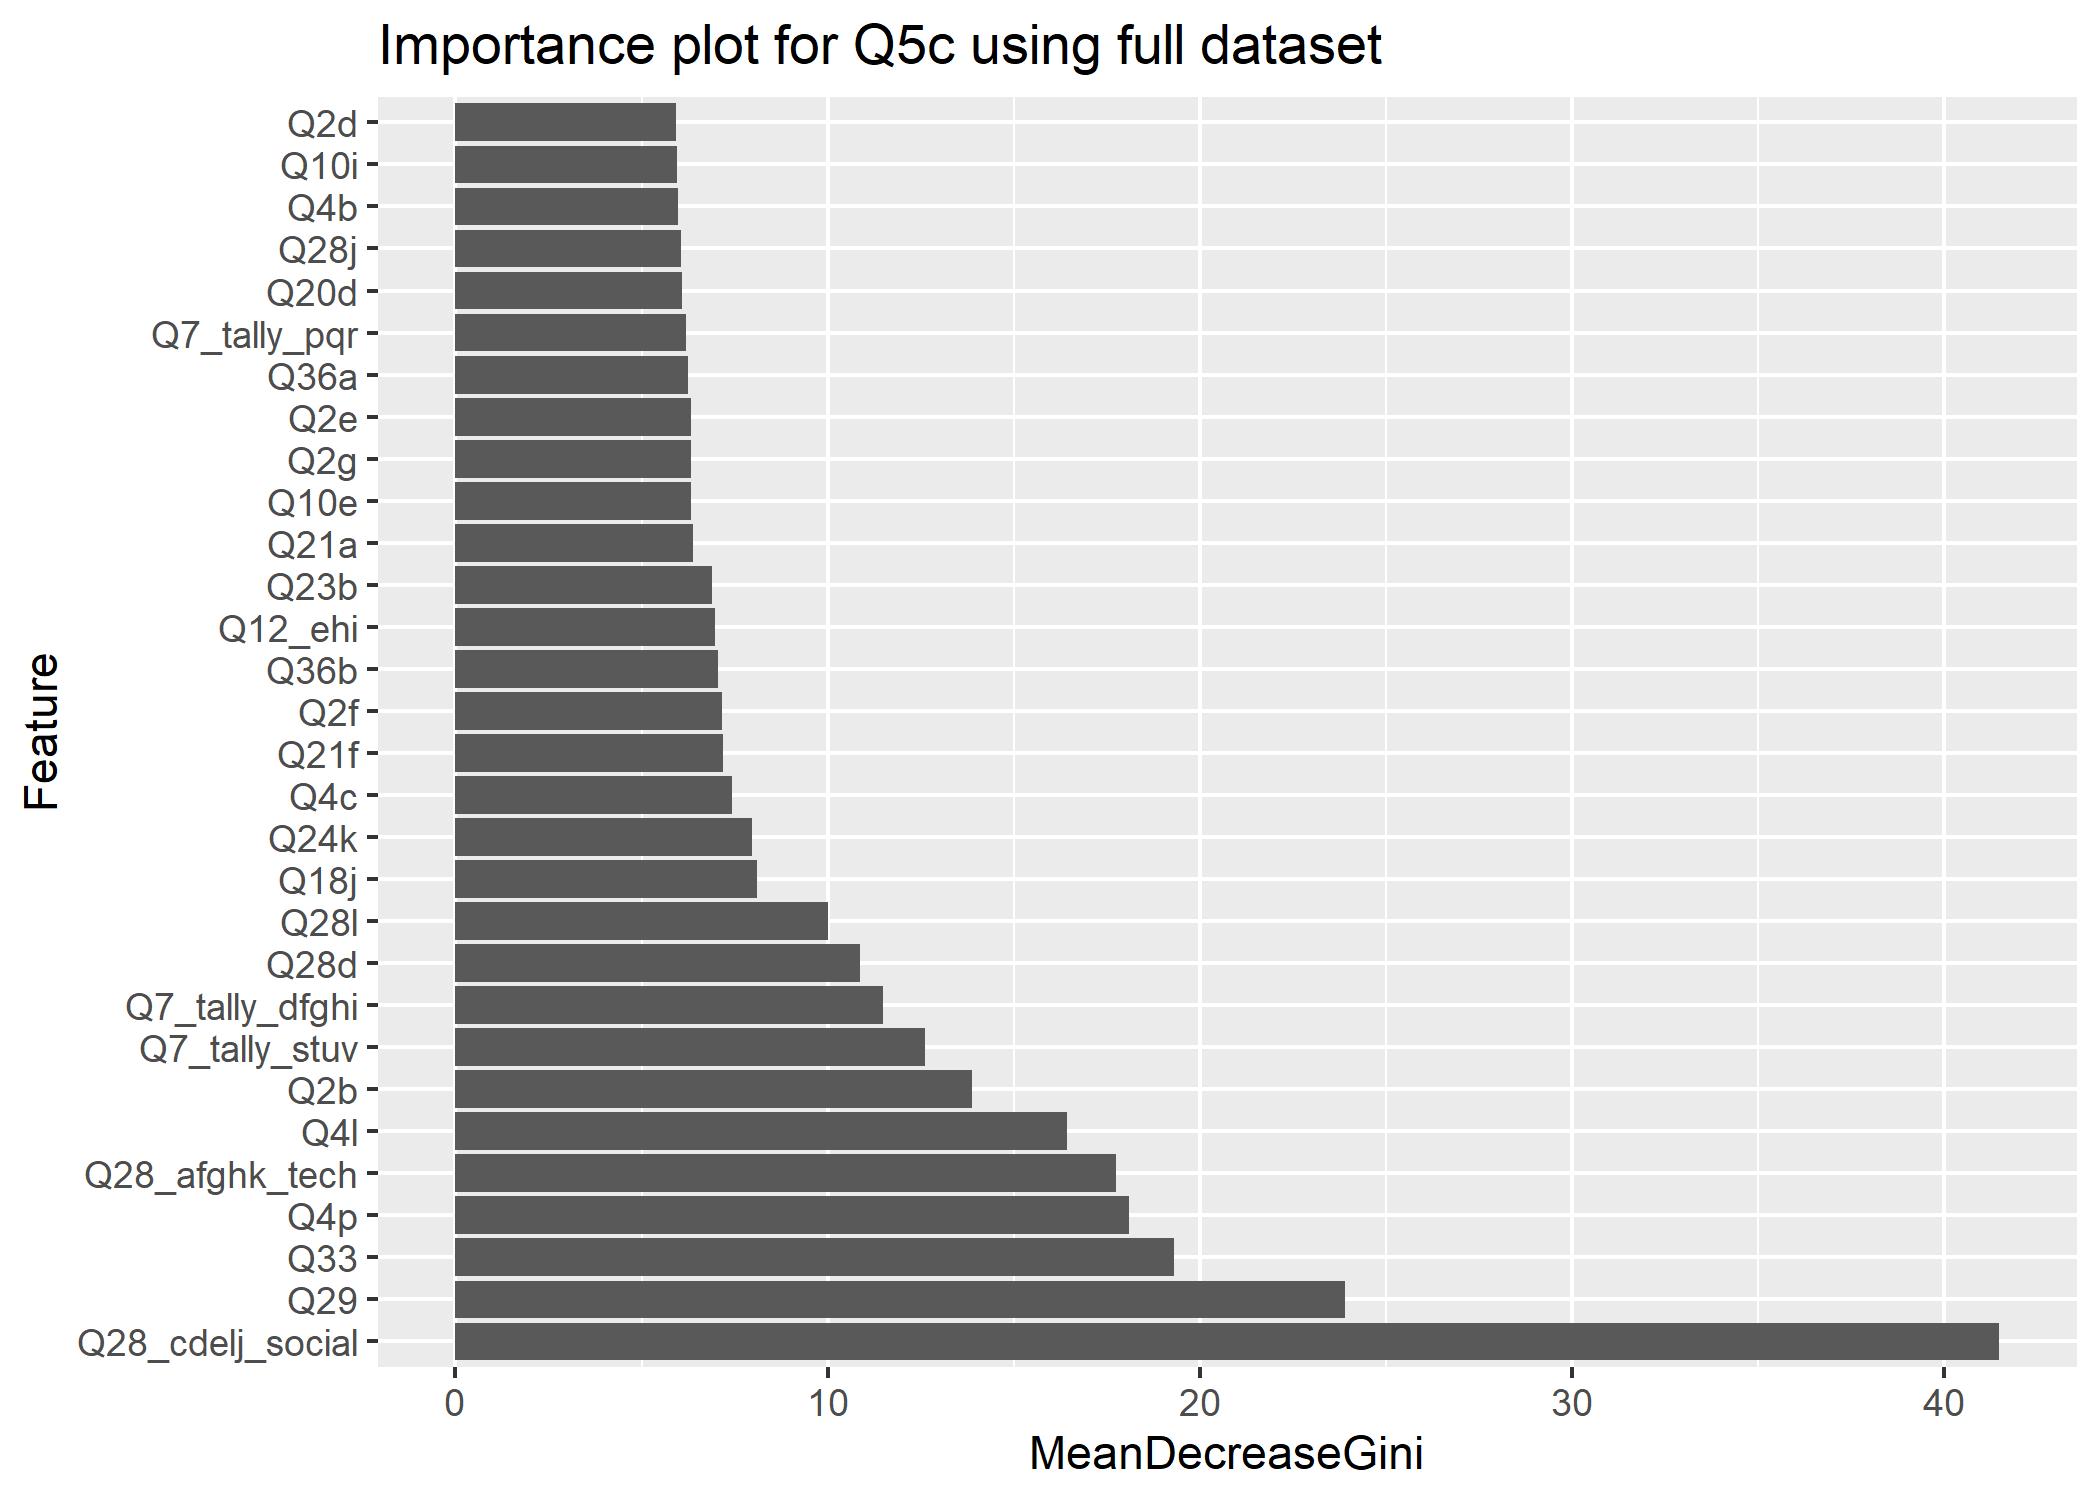 Importance plot for Q5c using full dataset
Q2d
Q10i
Q4b
Q28j
Q20d
Q7_tally_pqr
Q36a
Q2e
Q2g
Q10e
Q21a
Q23b
Q12_ehi
Q36b
Q2f
Q21f
Q4c
Q24k
Q18j
Q28l
Q28d
Q7_tally_dfghi
Q7_tally_stuv
Q2b
Q4l
Q28_afghk_tech
Q4p
Q33
Q29
Q28_cdelj_social
Feature
0 10 20 30 40
MeanDecreaseGini